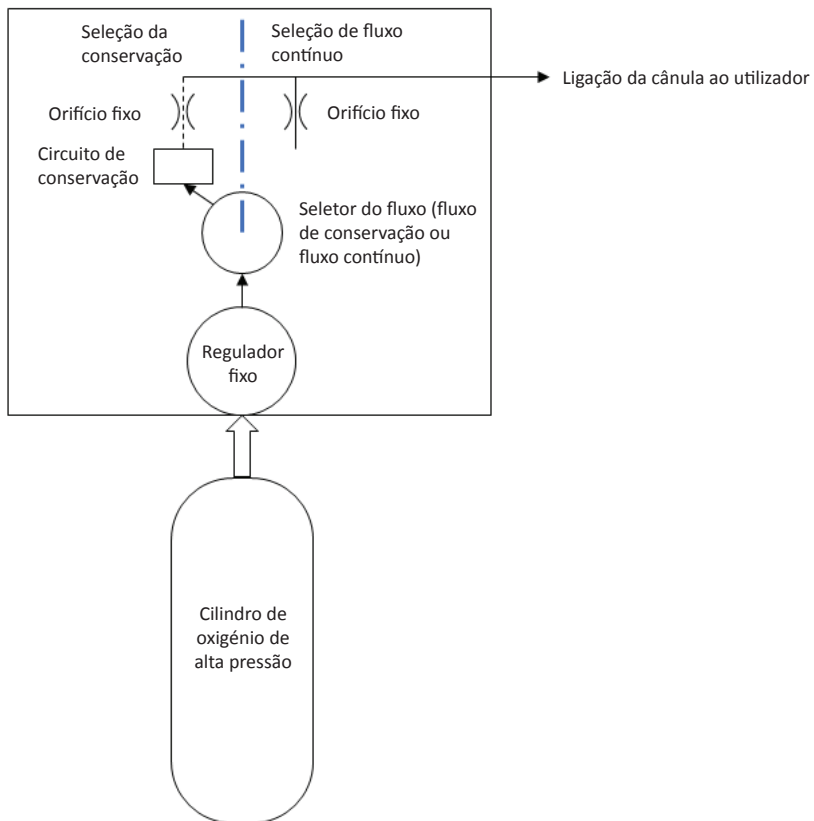 Seleção da
conservação
Seleção de fluxo
contínuo
Ligação da cânula ao utilizador
Orifício fixo
Orifício fixo
Circuito de
conservação
Seletor do fluxo (fluxo
de conservação ou
fluxo contínuo)
Regulador
fixo
Cilindro de
oxigénio de
alta pressão